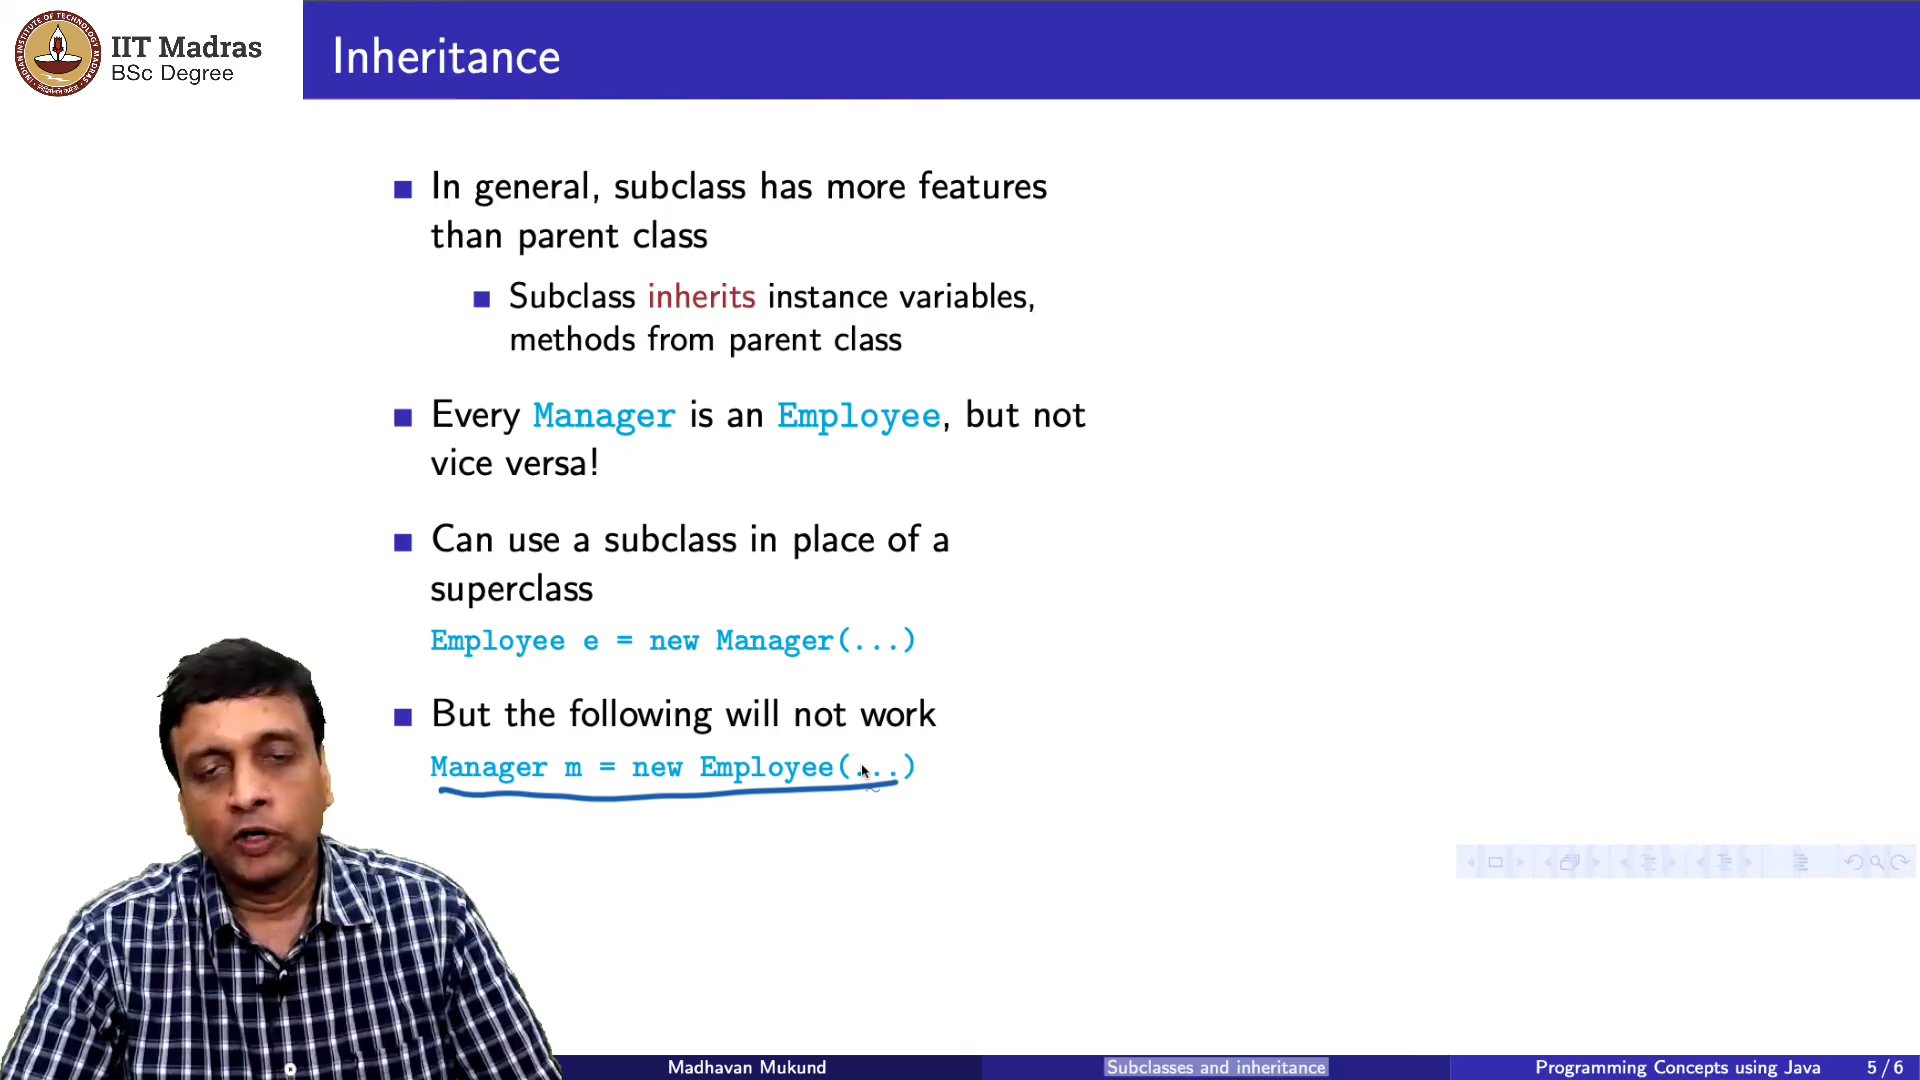 IIT Madras
BSc Degree
Inheritance
In general, subclass has more features
than parent class
Subclass inherits instance variables,
methods from parent class
Every Manager is an Employee, but not
vice versa!
Can use a subclass in place of a
superclass
Employee e = new Manager(...)
But the following will not work
Manager m = new Employee(...)
Madhavan Mukund
Subclasses and inheritance
Programming Concepts using Java
5 / 6